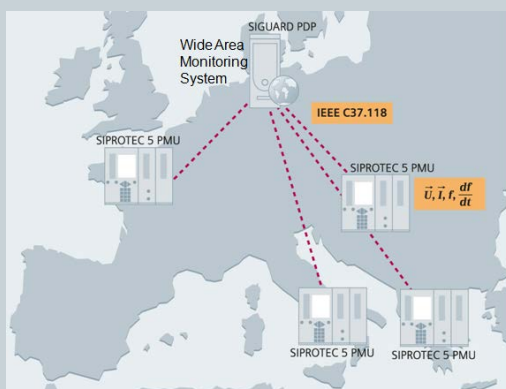 SIGUARD PDP
Wide Area
Monitoring
System
IEEE C37.118
SIPROTEC 5 PMU
SIPROTEC 5 PMU
U⃗, I⃗, f, df/dt
SIPROTEC 5 PMU
SIPROTEC 5 PMU